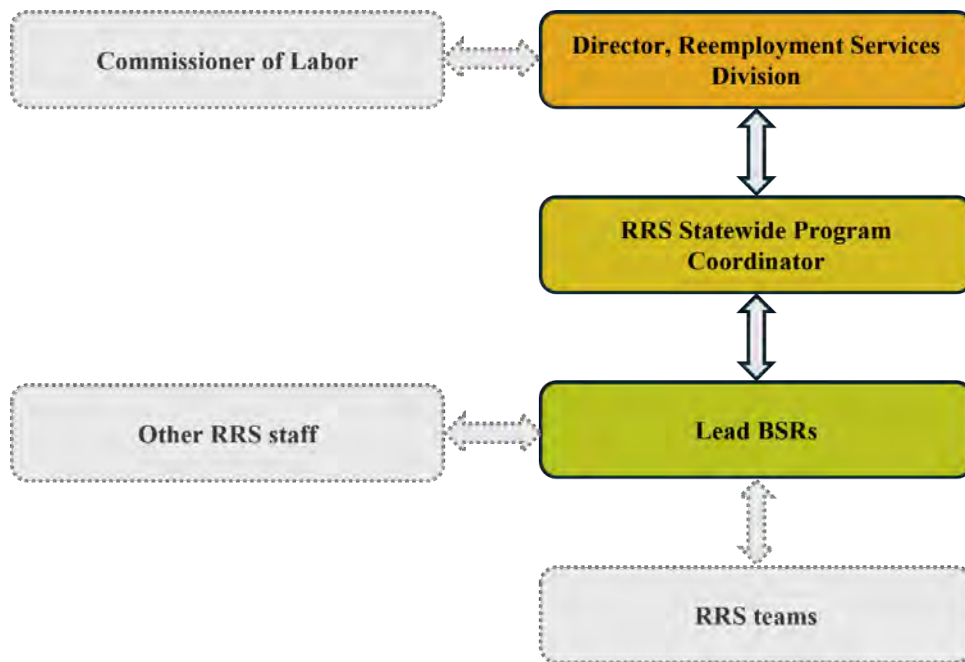 Commissioner of Labor
Director, Reemployment Services
Division
RRS Statewide Program
Coordinator
Other RRS staff
Lead BSRs
RRS teams